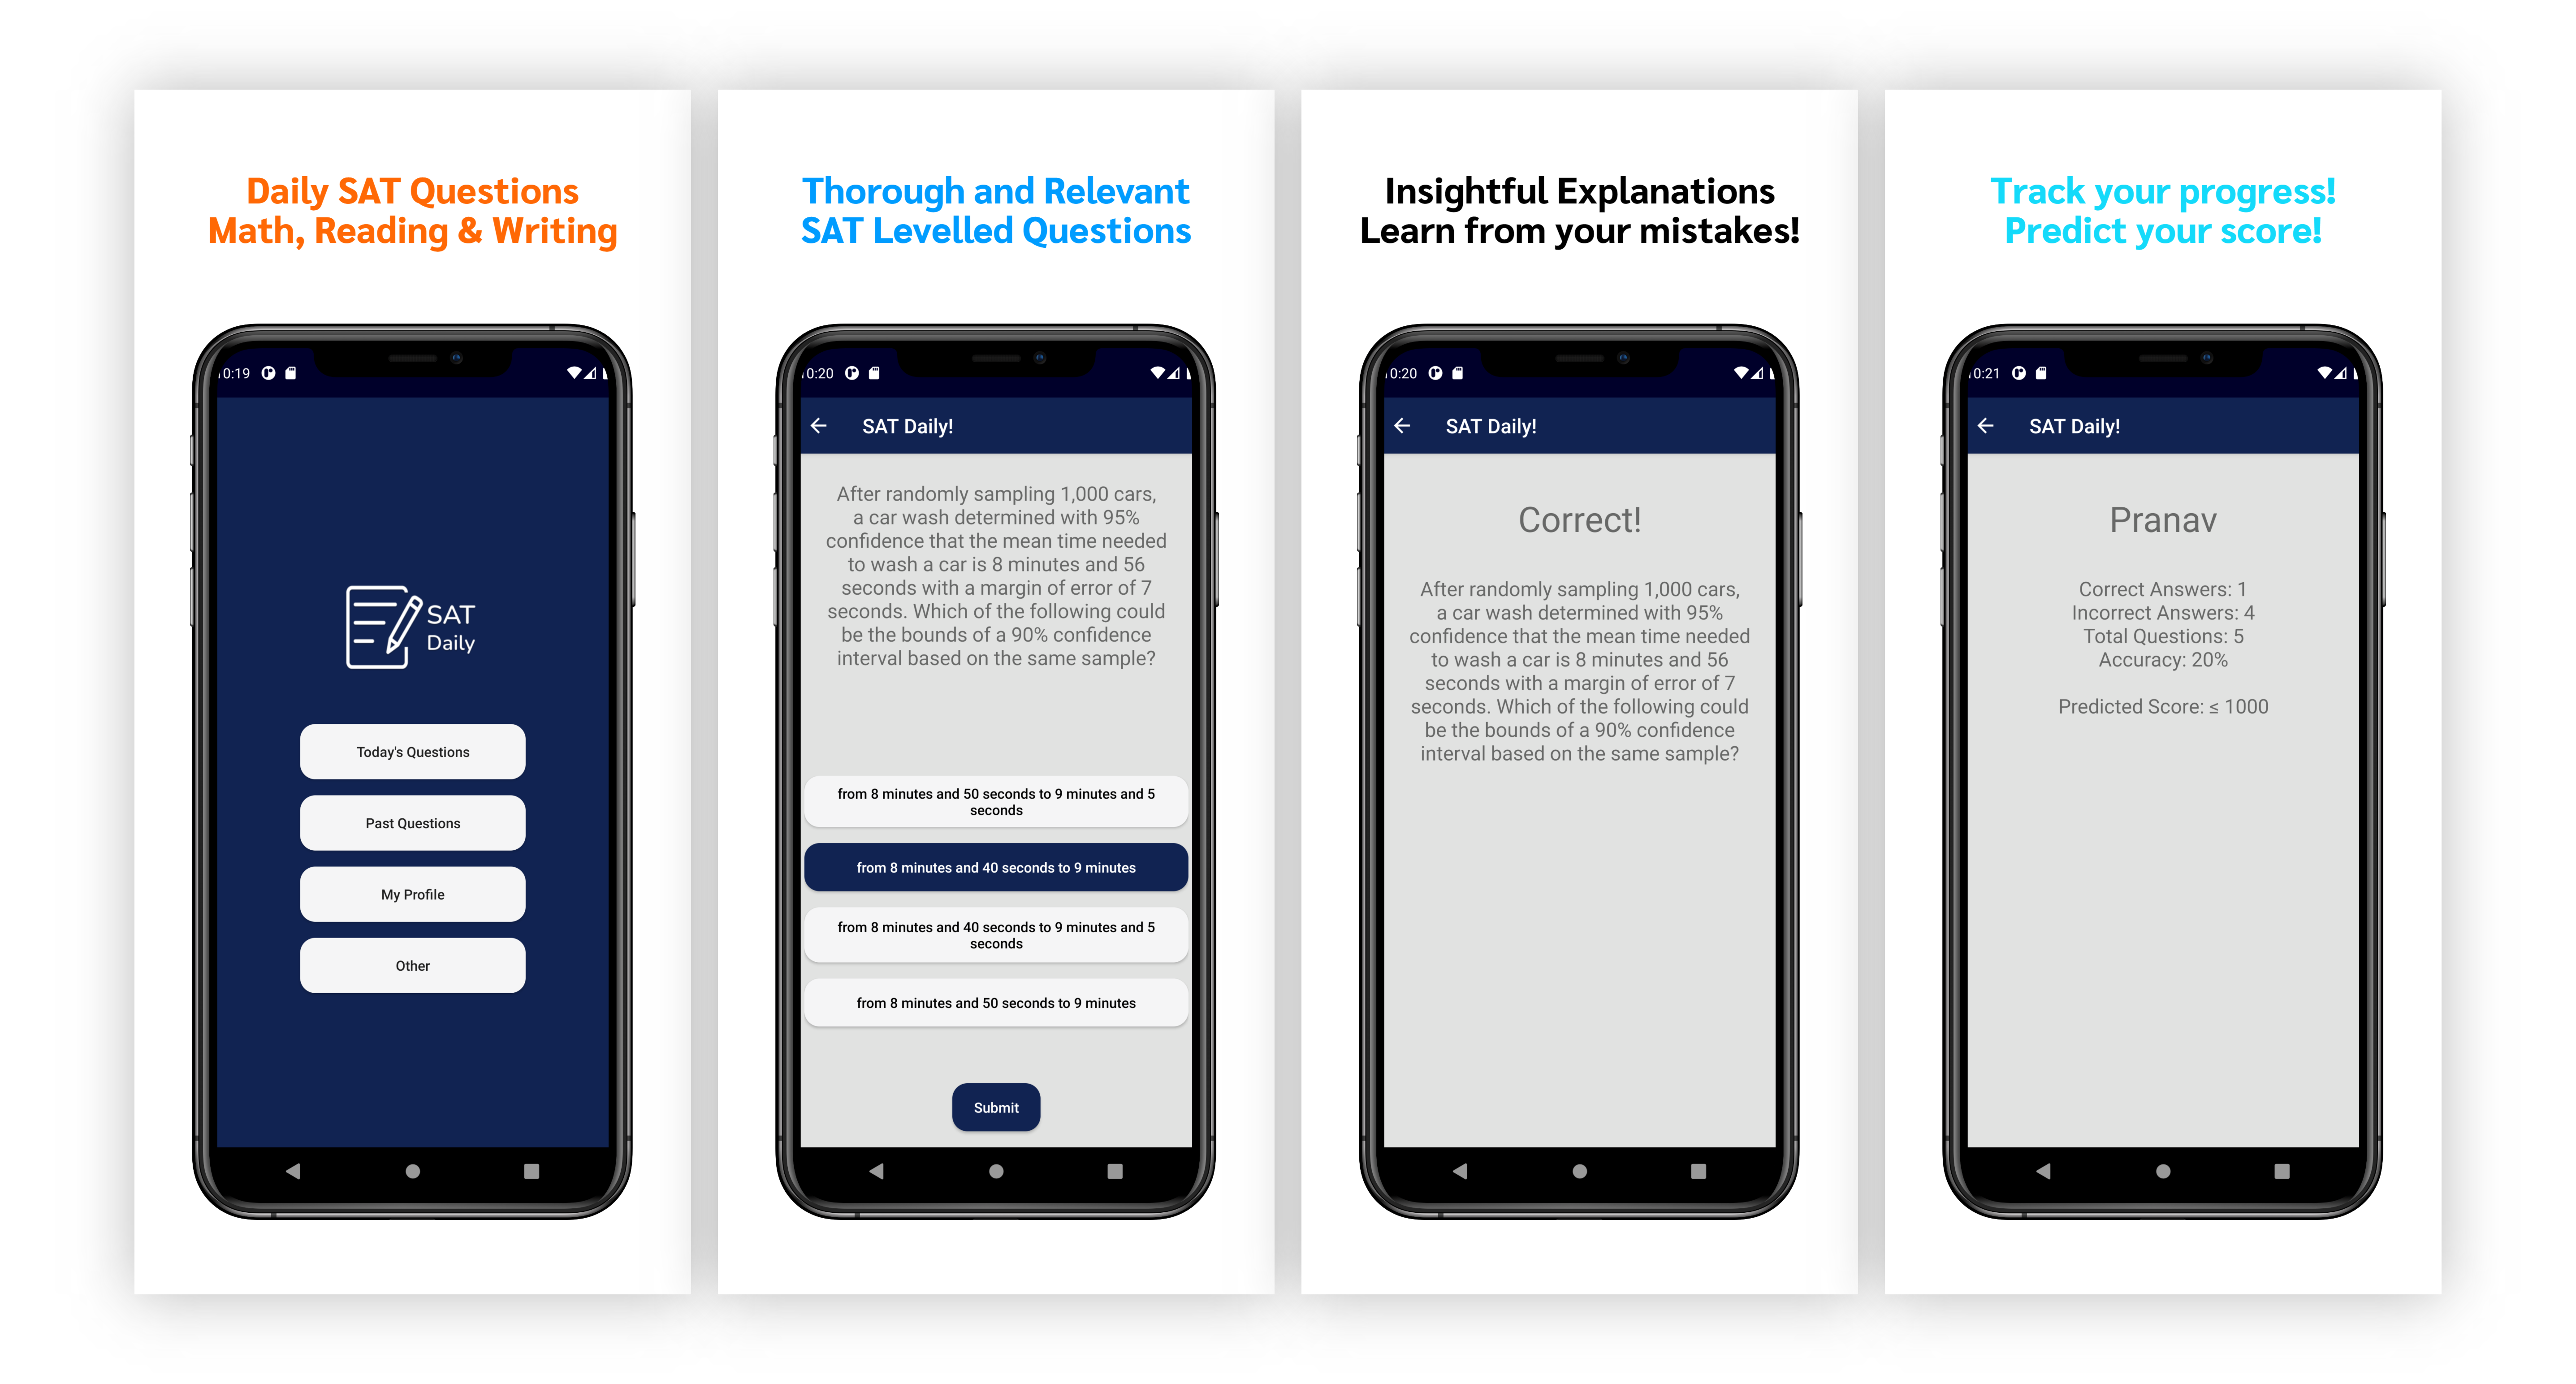 Daily SAT Questions
Math, Reading & Writing
0:19
SAT
Daily
Today's Questions
Past Questions
My Profile
Other
Thorough and Relevant
SAT Levelled Questions
0:20
SAT Daily!
After randomly sampling 1,000 cars,
a car wash determined with 95%
confidence that the mean time needed
to wash a car is 8 minutes and 56
seconds with a margin of error of 7
seconds. Which of the following could
be the bounds of a 90% confidence
interval based on the same sample?
from 8 minutes and 50 seconds to 9 minutes and 5
seconds
from 8 minutes and 40 seconds to 9 minutes
from 8 minutes and 40 seconds to 9 minutes and 5
seconds
from 8 minutes and 50 seconds to 9 minutes
Submit
Insightful Explanations
Learn from your mistakes!
0:20
SAT Daily!
Correct!
After randomly sampling 1,000 cars,
a car wash determined with 95%
confidence that the mean time needed
to wash a car is 8 minutes and 56
seconds with a margin of error of 7
seconds. Which of the following could
be the bounds of a 90% confidence
interval based on the same sample?
Track your progress!
Predict your score!
0:21
SAT Daily!
Pranav
Correct Answers: 1
Incorrect Answers: 4
Total Questions: 5
Accuracy: 20%
Predicted Score: ≤ 1000